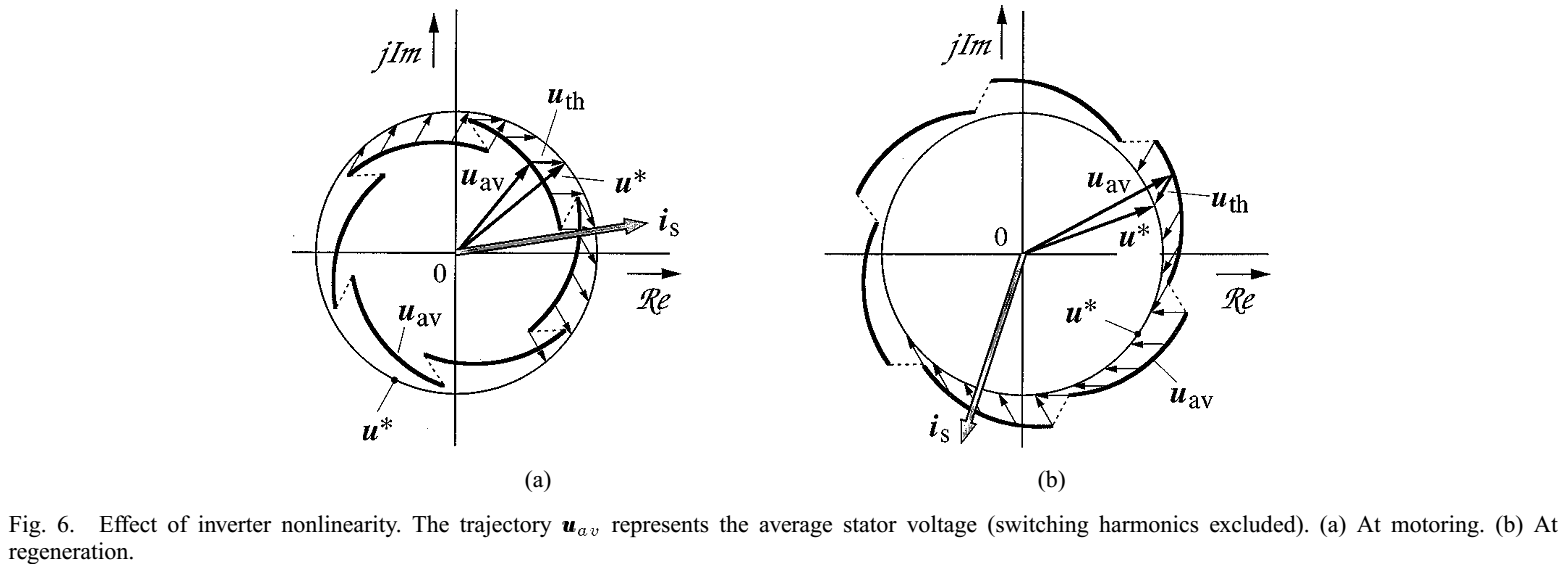 jIm
u_th
u_av
u*
i_s
0
Re
u_av
u*
(a)
jIm
u_av
u_th
0
u*
Re
u*
u_av
i_s
(b)
Fig. 6. Effect of inverter nonlinearity. The trajectory u_av represents the average stator voltage (switching harmonics excluded). (a) At motoring. (b) At
regeneration.